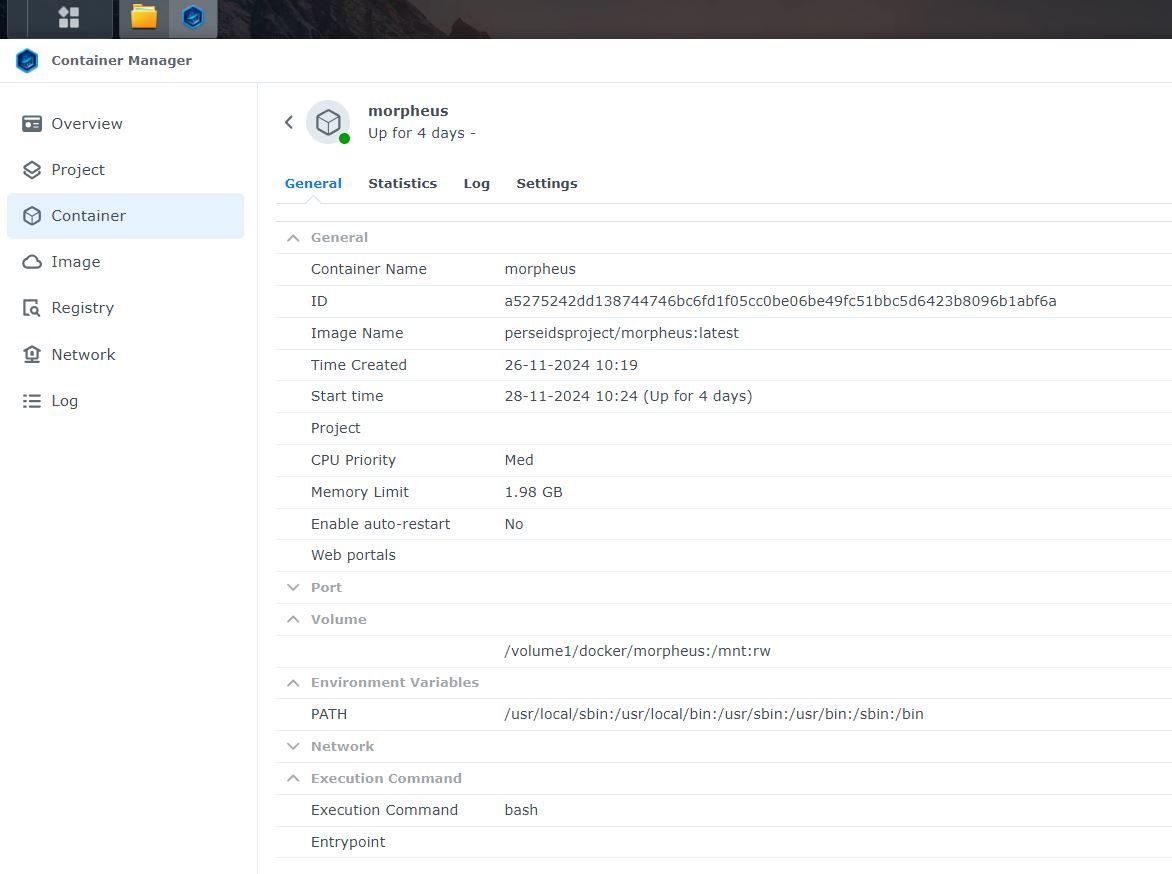 Container Manager
Overview
Project
Container
Image
Registry
Network
Log
morpheus
Up for 4 days -
General Statistics Log Settings
General
Container Name morpheus
ID a5275242dd138744746bc6fd1f05cc0be06be49fc51bbc5d6423b8096b1abf6a
Image Name perseidsproject/morpheus:latest
Time Created 26-11-2024 10:19
Start time 28-11-2024 10:24 (Up for 4 days)
Project
CPU Priority Med
Memory Limit 1.98 GB
Enable auto-restart No
Web portals
Port
Volume
/volume1/docker/morpheus:/mnt:rw
Environment Variables
PATH /usr/local/sbin:/usr/local/bin:/usr/sbin:/usr/bin:/sbin:/bin
Network
Execution Command
Execution Command bash
Entrypoint